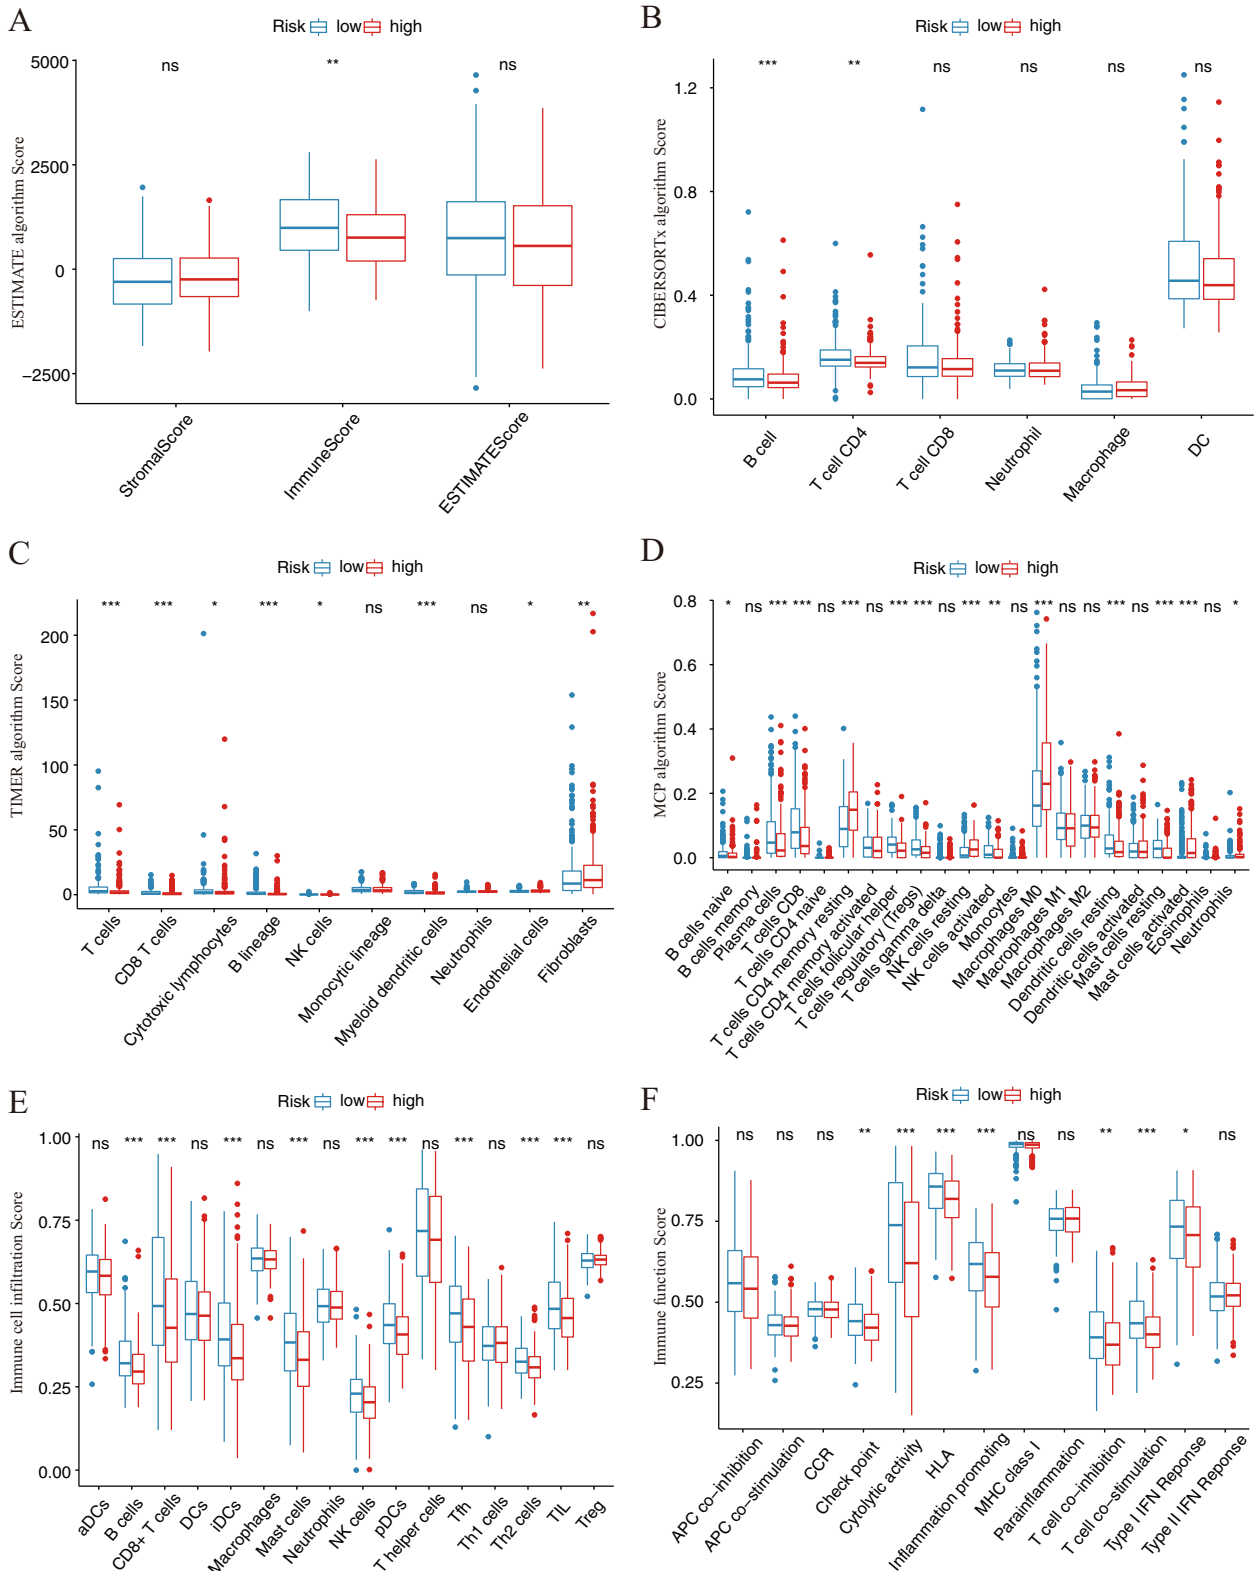 A
Risk low high
ESTIMATE algorithm Score
5000
2500
0
−2500
ns ** ns
StromalScore
ImmuneScore
ESTIMATEScore
B
Risk low high
CIBERSORTx algorithm Score
1.2
0.8
0.4
0.0
*** ** ns ns ns ns
B cell
T cell CD4
T cell CD8
Neutrophil
Macrophage
DC
C
Risk low high
TIMER algorithm Score
200
150
100
50
0
*** *** * *** * ns *** ns * **
T cells
CD8 T cells
Cytotoxic lymphocytes
B lineage
NK cells
Monocytic lineage
Myeloid dendritic cells
Neutrophils
Endothelial cells
Fibroblasts
D
Risk low high
MCP algorithm Score
0.8
0.6
0.4
0.2
0.0
* ns *** *** ns *** ns *** *** ns *** ** ns *** ns ns *** ns *** *** ns *
B cells naive
B cells memory
Plasma cells
T cells CD8
T cells CD4 naive
T cells CD4 memory resting
T cells CD4 memory activated
T cells follicular helper
T cells regulatory (Tregs)
T cells gamma delta
NK cells resting
NK cells activated
Monocytes
Macrophages M0
Macrophages M1
Macrophages M2
Dendritic cells resting
Dendritic cells activated
Mast cells resting
Mast cells activated
Eosinophils
Neutrophils
E
Risk low high
Immune cell infiltration Score
1.00
0.75
0.50
0.25
0.00
ns *** *** ns *** ns *** ns *** *** ns *** ns *** *** ns
aDCs
B cells
CD8+ T cells
DCs
iDCs
Macrophages
Mast cells
Neutrophils
NK cells
pDCs
T helper cells
Tfh
Th1 cells
Th2 cells
TIL
Treg
F
Risk low high
Immune function Score
1.00
0.75
0.50
0.25
ns ns ns ** *** *** *** ns ns ** *** * ns
APC co−inhibition
APC co−stimulation
CCR
Check point
Cytolytic activity
HLA
Inflammation promoting
MHC class I
Parainflammation
T cell co−inhibition
T cell co−stimulation
Type I IFN Reponse
Type II IFN Reponse